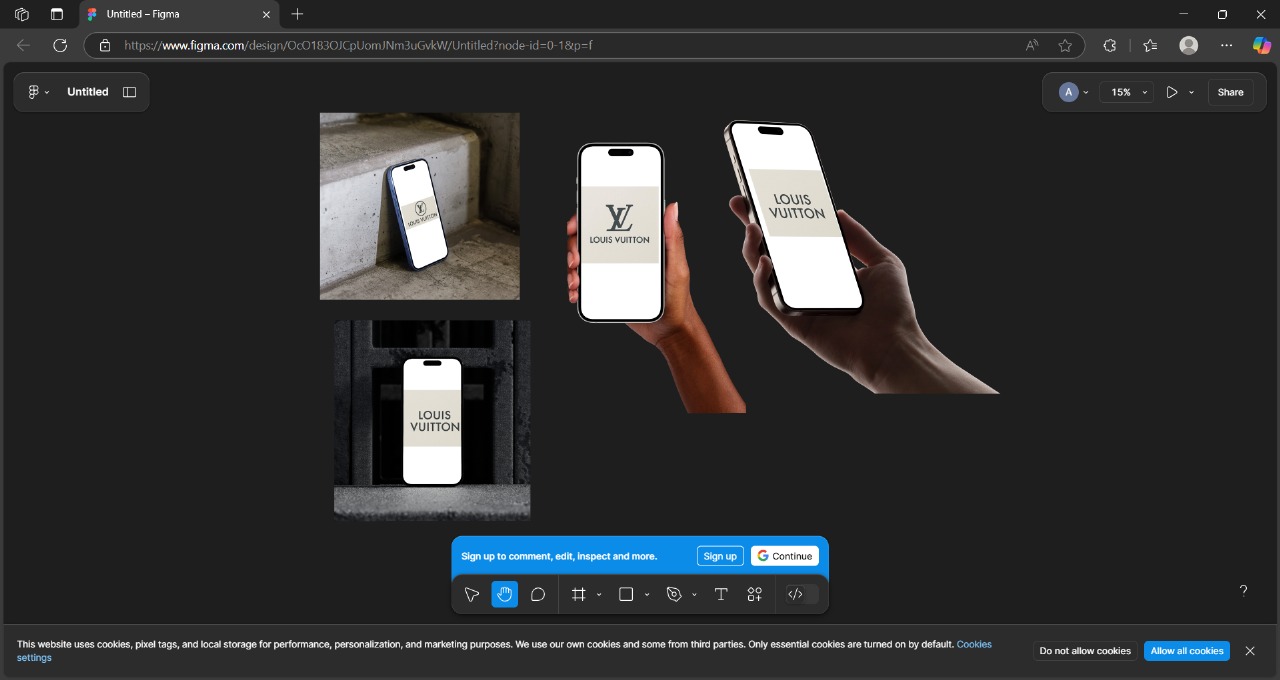 Untitled – Figma
https://www.figma.com/design/OcO183OJCpUomJNm3uGvkW/Untitled?node-id=0-1&p=f
Untitled
A
15%
Share
LV
LOUIS VUITTON
LV
LOUIS VUITTON
LOUIS
VUITTON
LOUIS
VUITTON
Sign up to comment, edit, inspect and more.
Sign up
G Continue
T
</>
?
This website uses cookies, pixel tags, and local storage for performance, personalization, and marketing purposes. We use our own cookies and some from third parties. Only essential cookies are turned on by default. Cookies
settings
Do not allow cookies
Allow all cookies